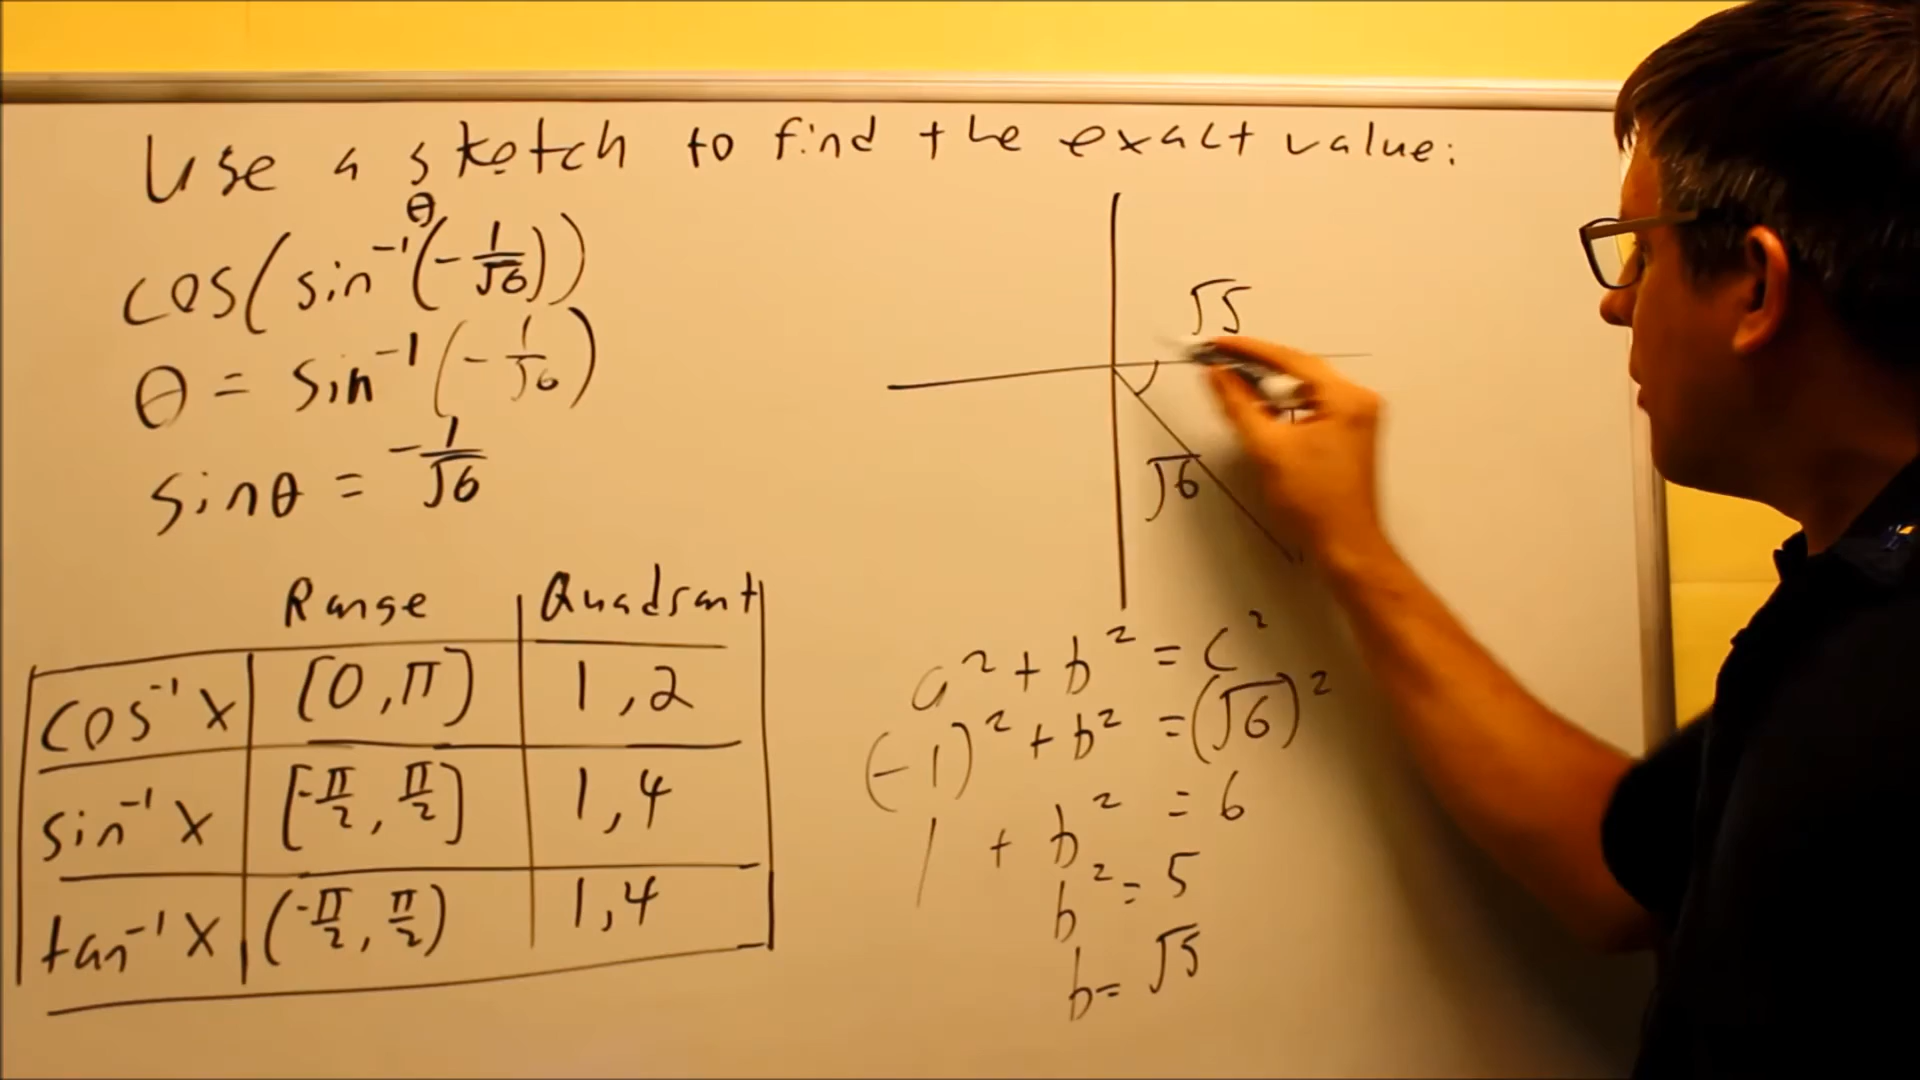 Use a sketch to find the exact value:
θ
cos(sin⁻¹(-1/√6))
θ = sin⁻¹(-1/√6)
sinθ = -1/√6
Range Quadrant
cos⁻¹x [0,π] 1,2
sin⁻¹x [-π/2, π/2] 1,4
tan⁻¹x (-π/2, π/2) 1,4
√5
√6
a² + b² = c²
(-1)² + b² = (√6)²
1 + b² = 6
b² = 5
b = √5